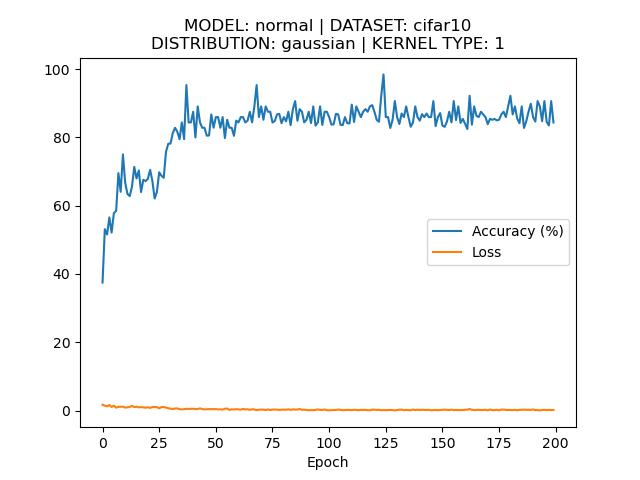 MODEL: normal | DATASET: cifar10
DISTRIBUTION: gaussian | KERNEL TYPE: 1
100
80
60
40
20
0
Accuracy (%)
Loss
0 25 50 75 100 125 150 175 200
Epoch